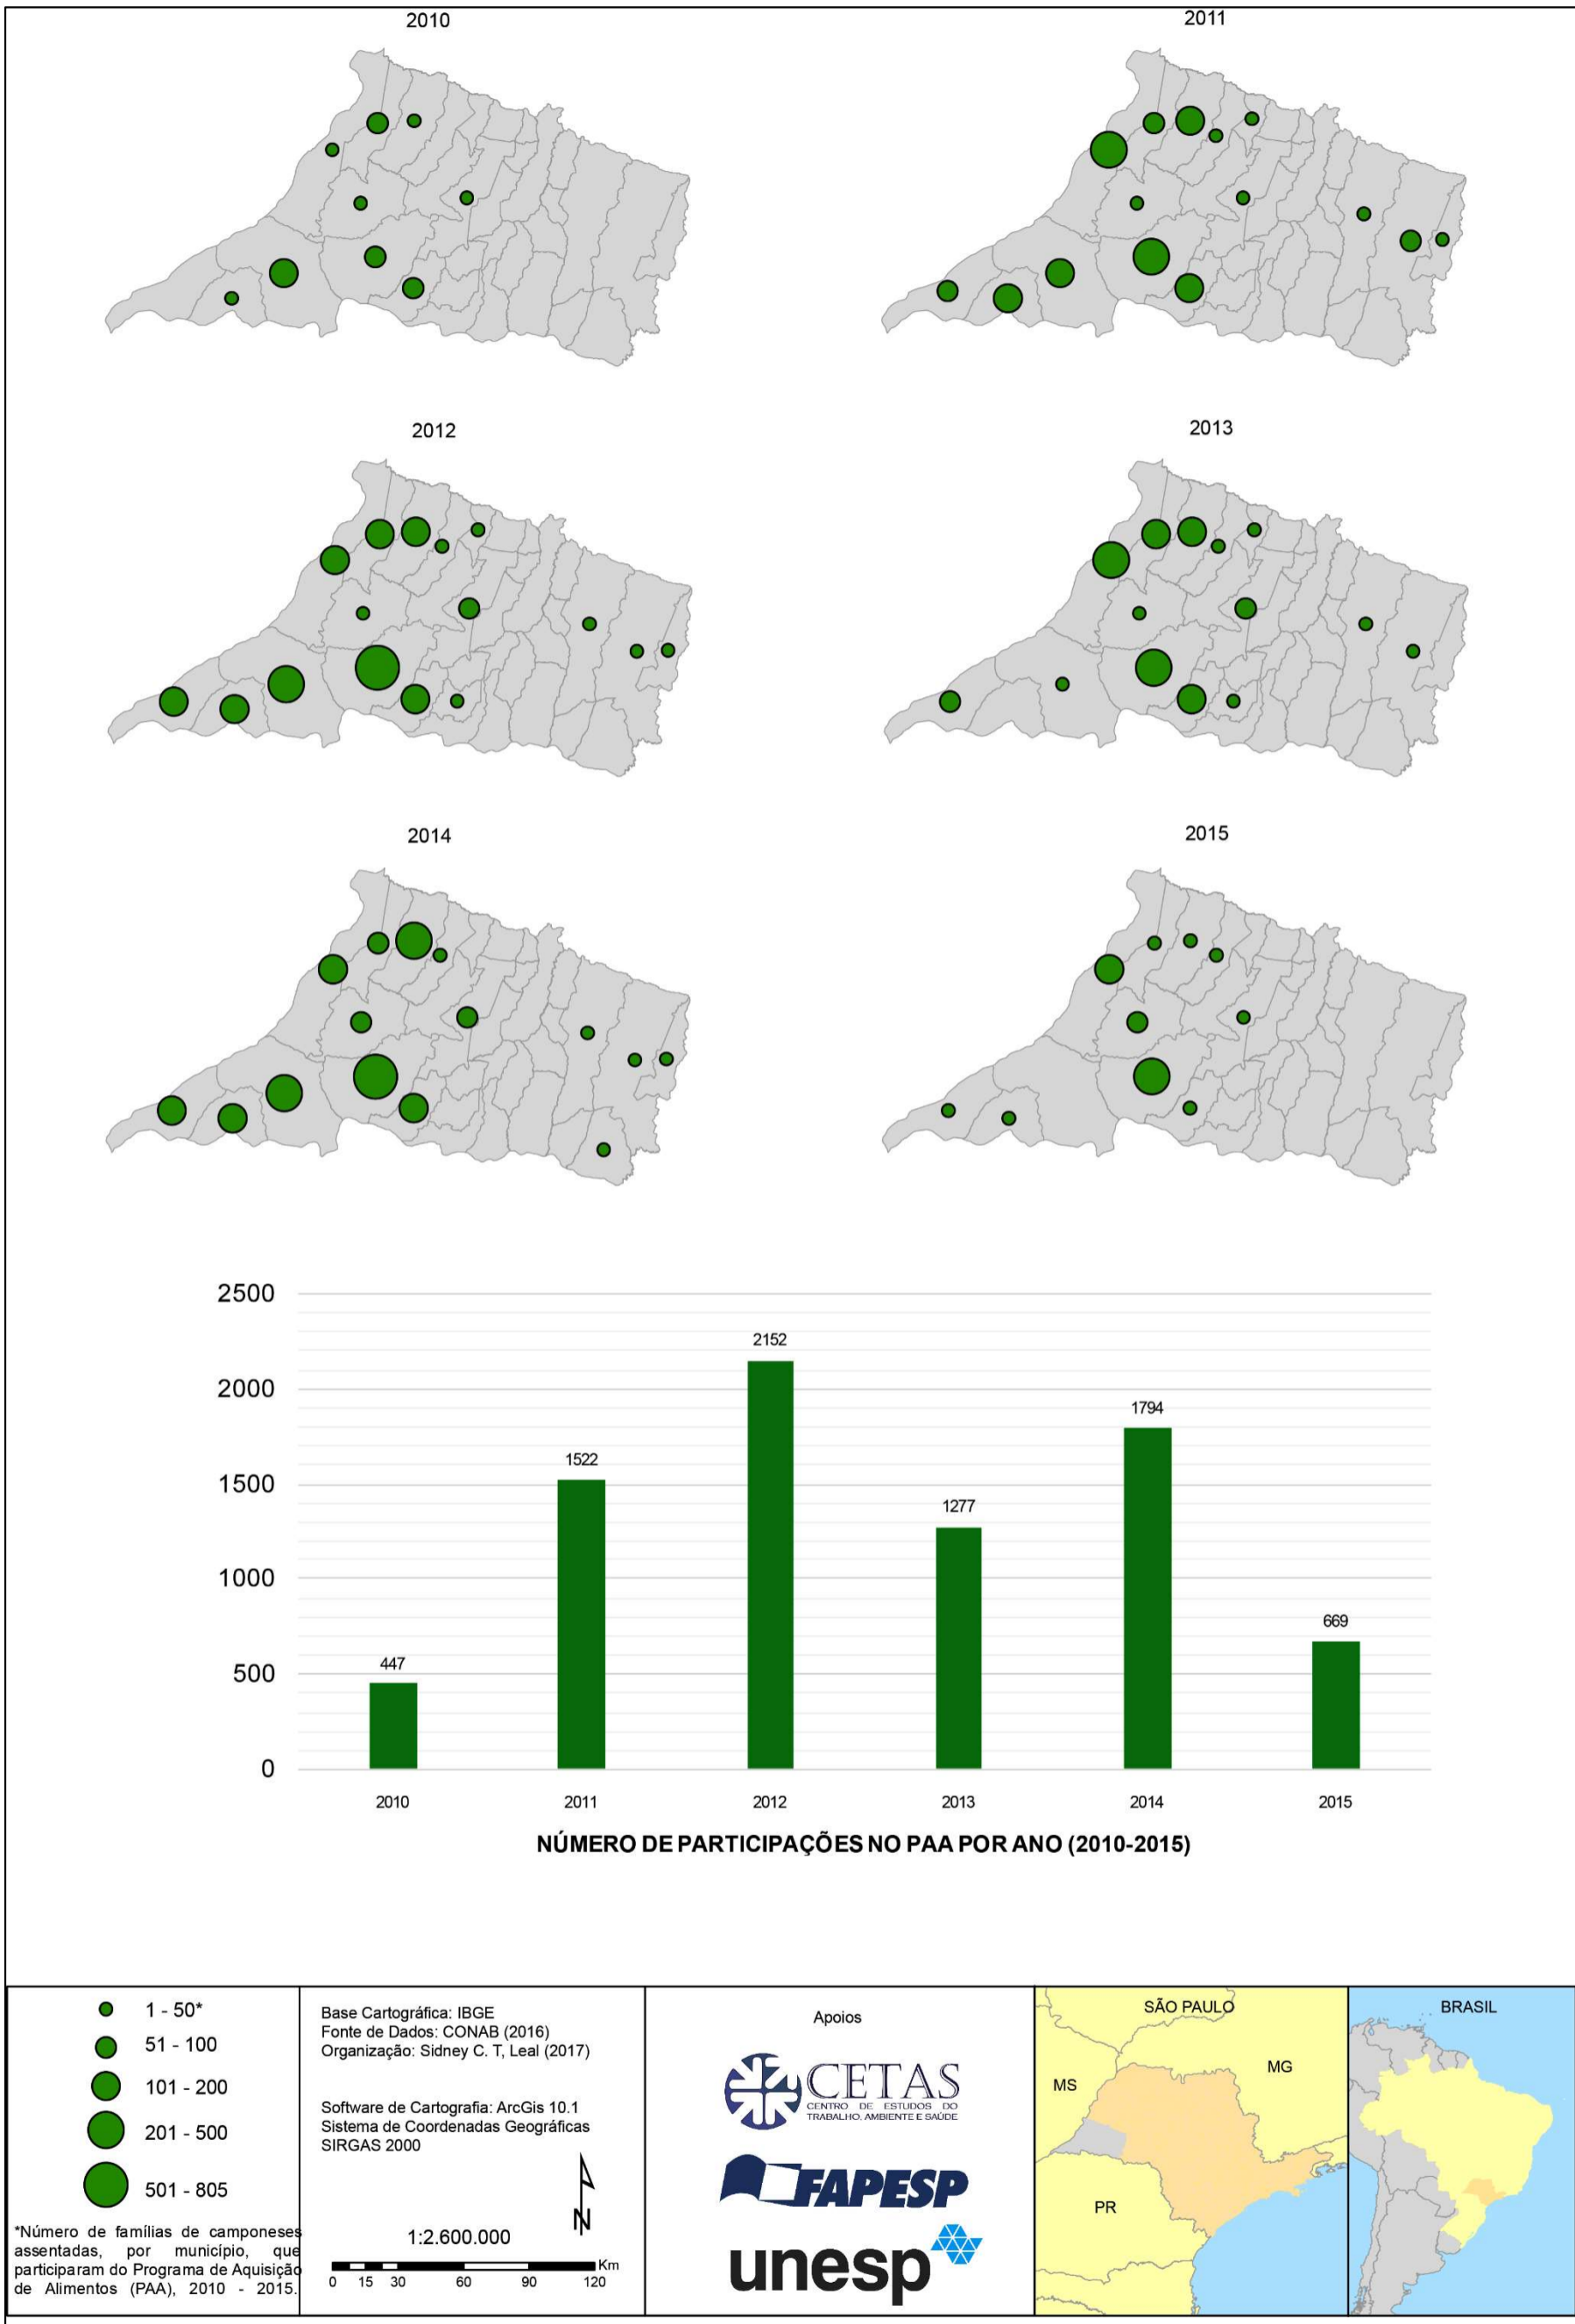 2010
2011
2012
2013
2014
2015
2500
2000
1500
1000
500
0
447
1522
2152
1277
1794
669
2010
2011
2012
2013
2014
2015
NÚMERO DE PARTICIPAÇÕES NO PAA POR ANO (2010-2015)
1 - 50*
51 - 100
101 - 200
201 - 500
501 - 805
*Número de famílias de camponeses
assentadas, por município, que
participaram do Programa de Aquisição
de Alimentos (PAA), 2010 - 2015.
Base Cartográfica: IBGE
Fonte de Dados: CONAB (2016)
Organização: Sidney C. T, Leal (2017)
Software de Cartografia: ArcGis 10.1
Sistema de Coordenadas Geográficas
SIRGAS 2000
N
1:2.600.000
Km
0 15 30 60 90 120
Apoios
CETAS
CENTRO DE ESTUDOS DO
TRABALHO, AMBIENTE E SAÚDE
FAPESP
unesp
SÃO PAULO
MG
MS
PR
BRASIL